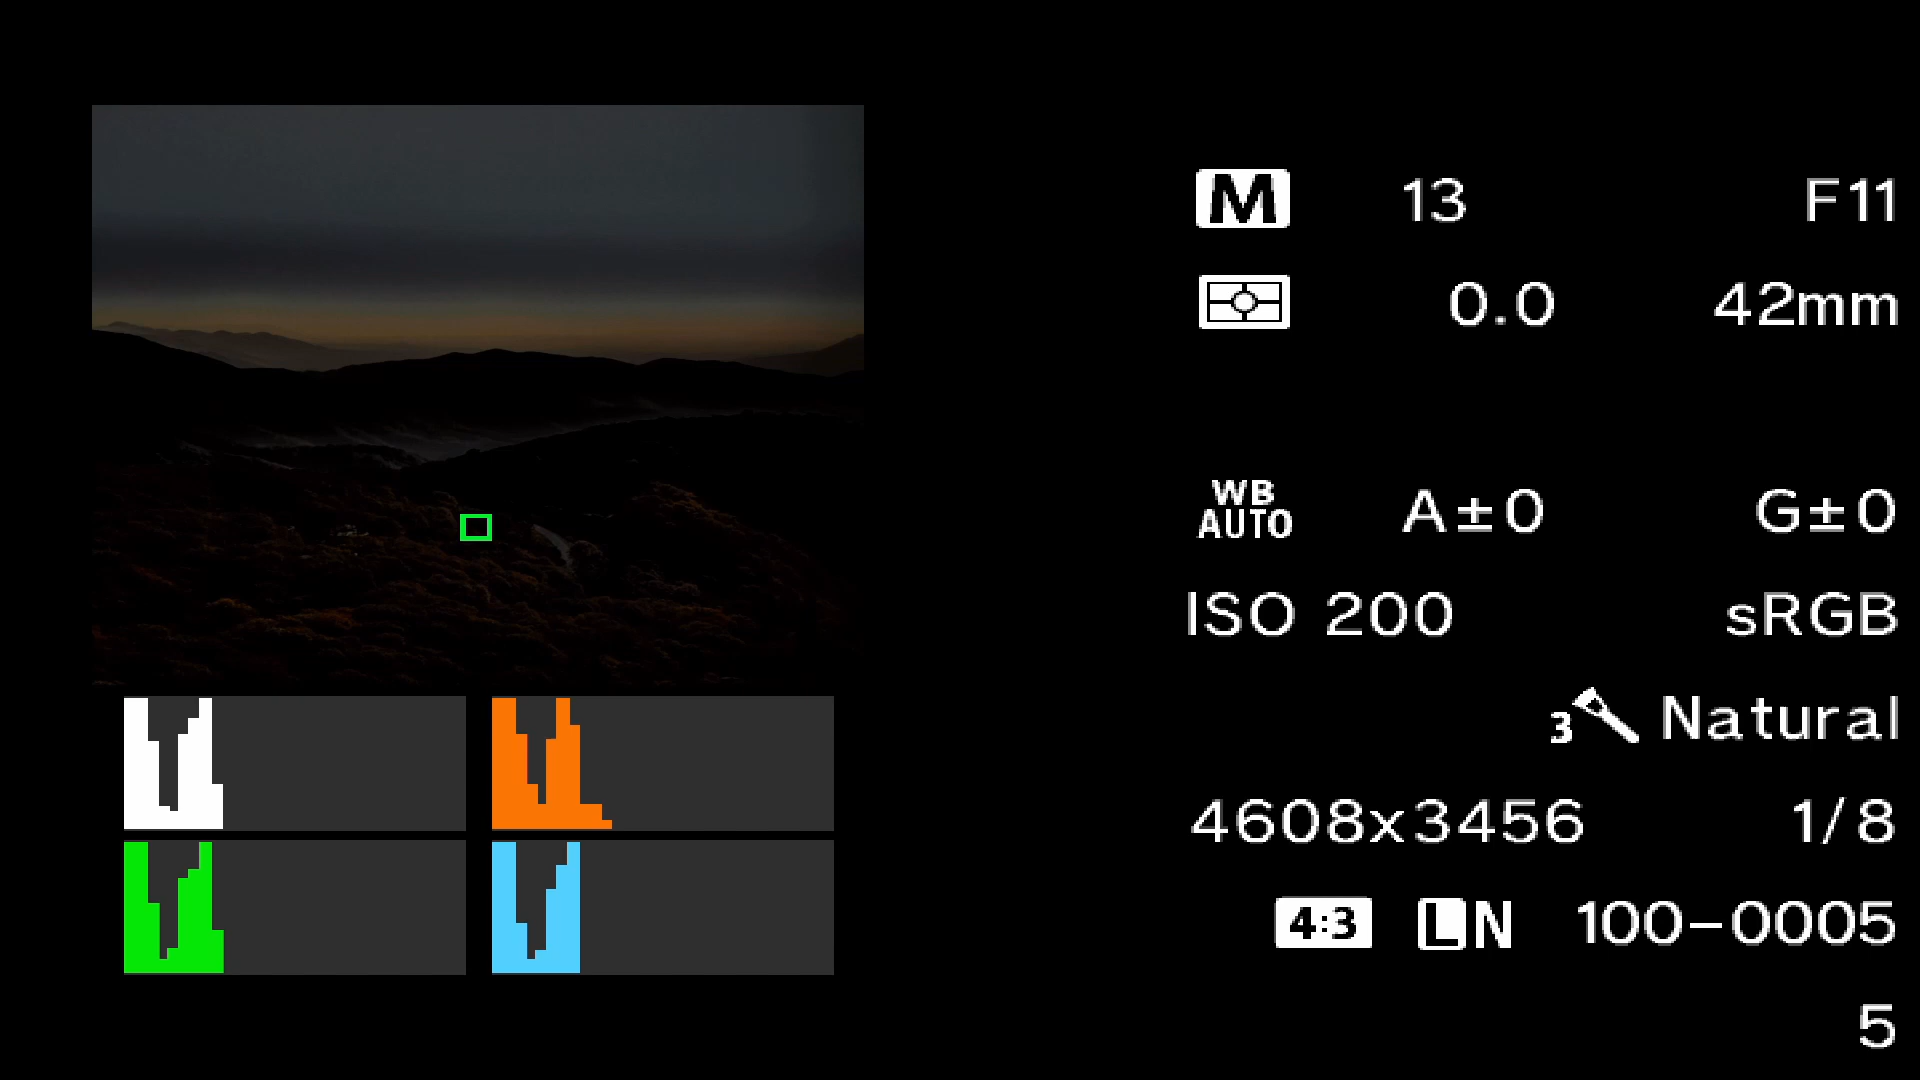 M 13 F11
0.0 42mm
WB AUTO A±0 G±0
ISO 200 sRGB
3 Natural
4608x3456 1/8
4:3 LN 100-0005
5